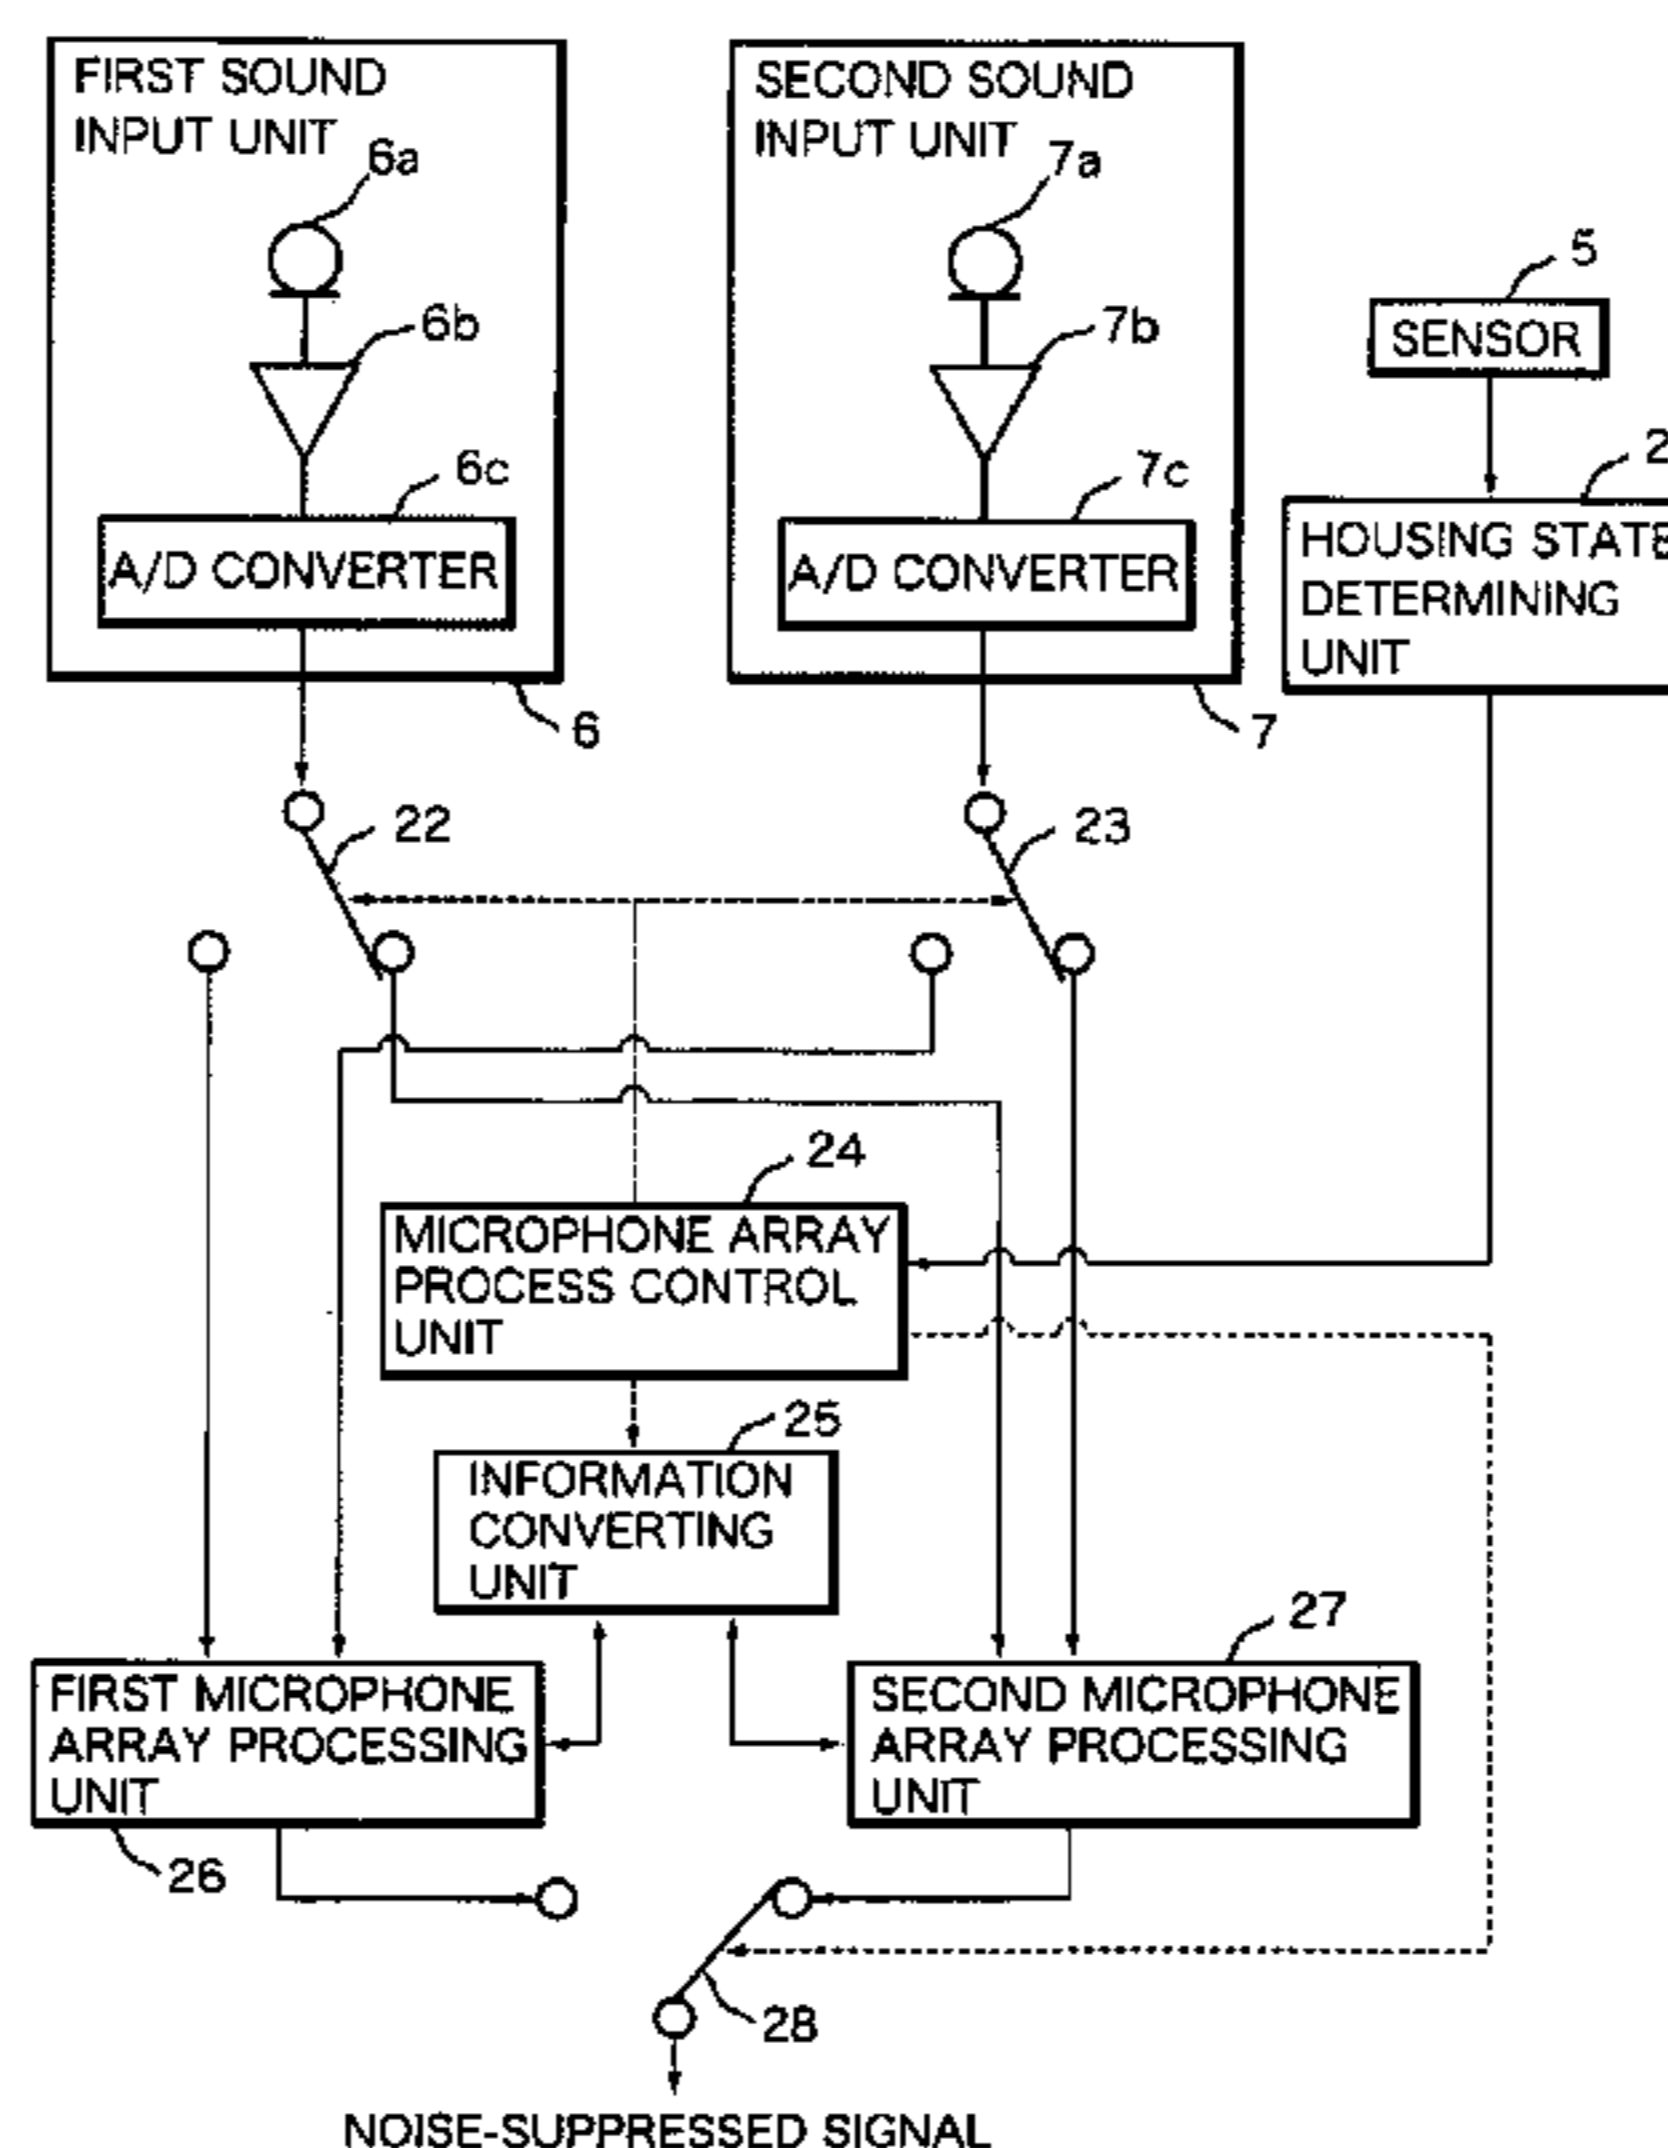 FIRST SOUND
INPUT UNIT
6a
6b
6c
A/D CONVERTER
6
SECOND SOUND
INPUT UNIT
7a
7b
7c
A/D CONVERTER
7
5
SENSOR
2
HOUSING STATE
DETERMINING
UNIT
22
23
24
MICROPHONE ARRAY
PROCESS CONTROL
UNIT
25
INFORMATION
CONVERTING
UNIT
FIRST MICROPHONE
ARRAY PROCESSING
UNIT
26
27
SECOND MICROPHONE
ARRAY PROCESSING
UNIT
28
NOISE-SUPPRESSED SIGNAL